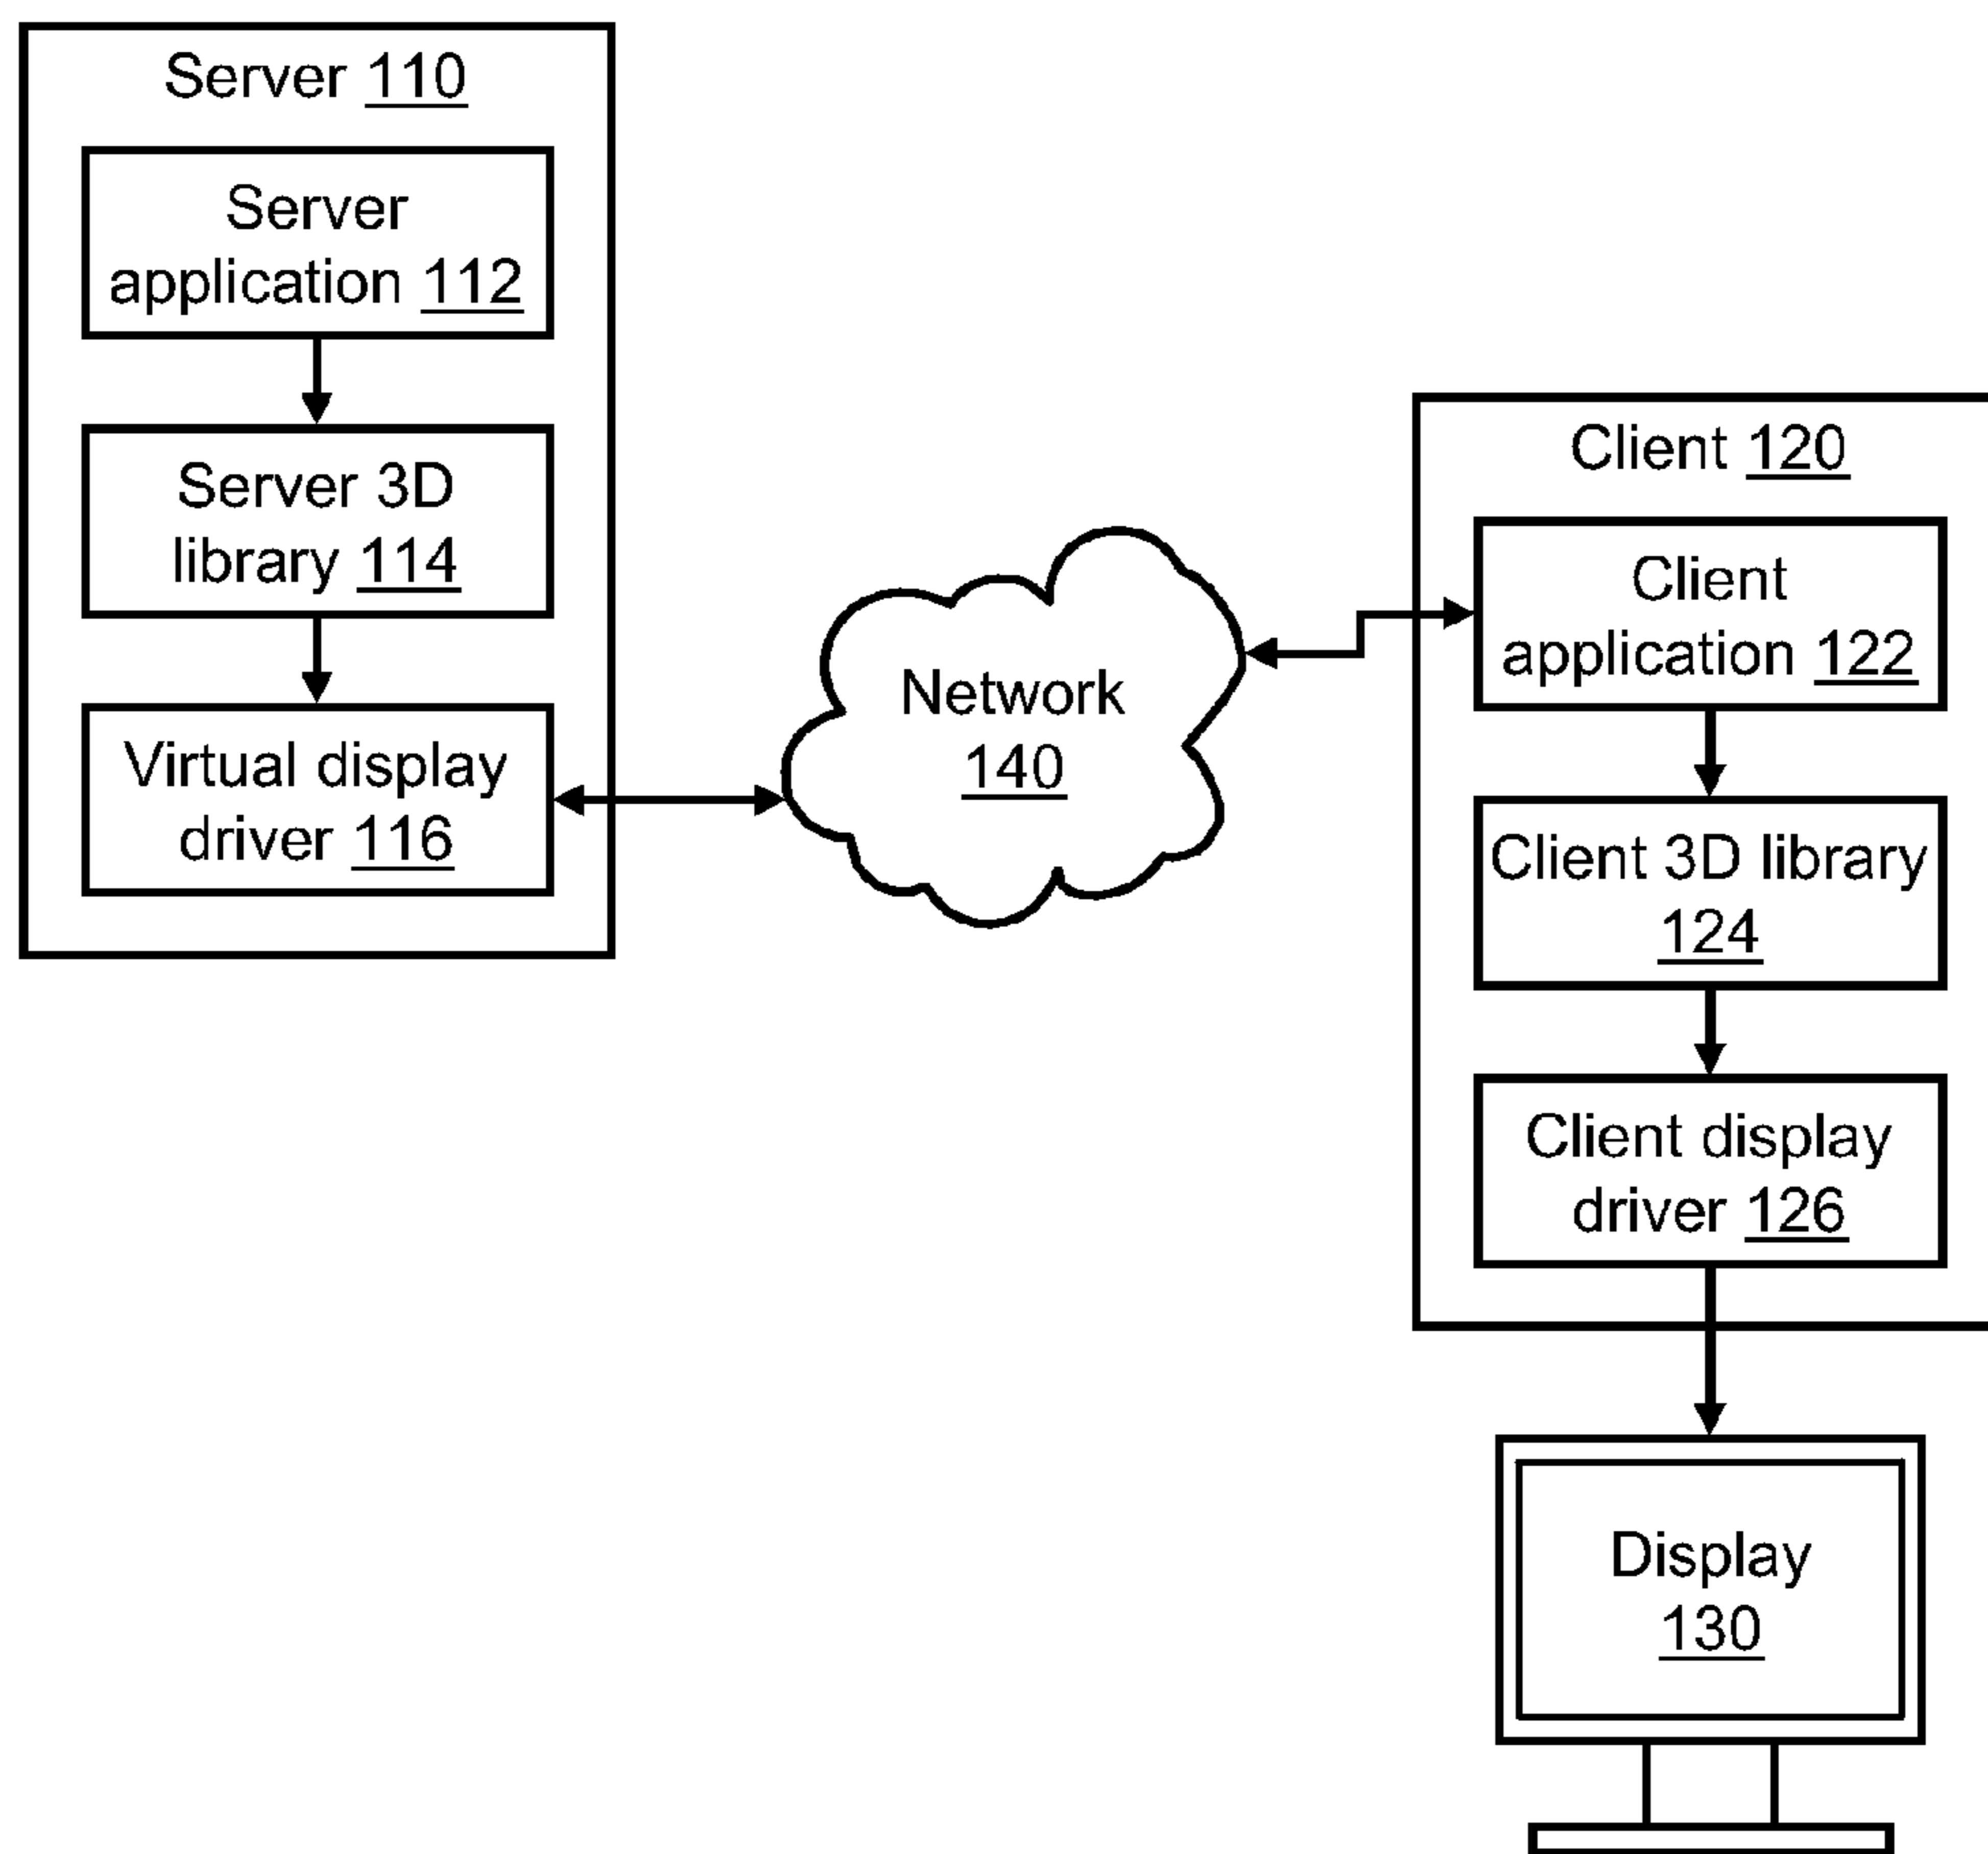 Server 110
Server
application 112
Server 3D
library 114
Virtual display
driver 116
Network
140
Client 120
Client
application 122
Client 3D library
124
Client display
driver 126
Display
130